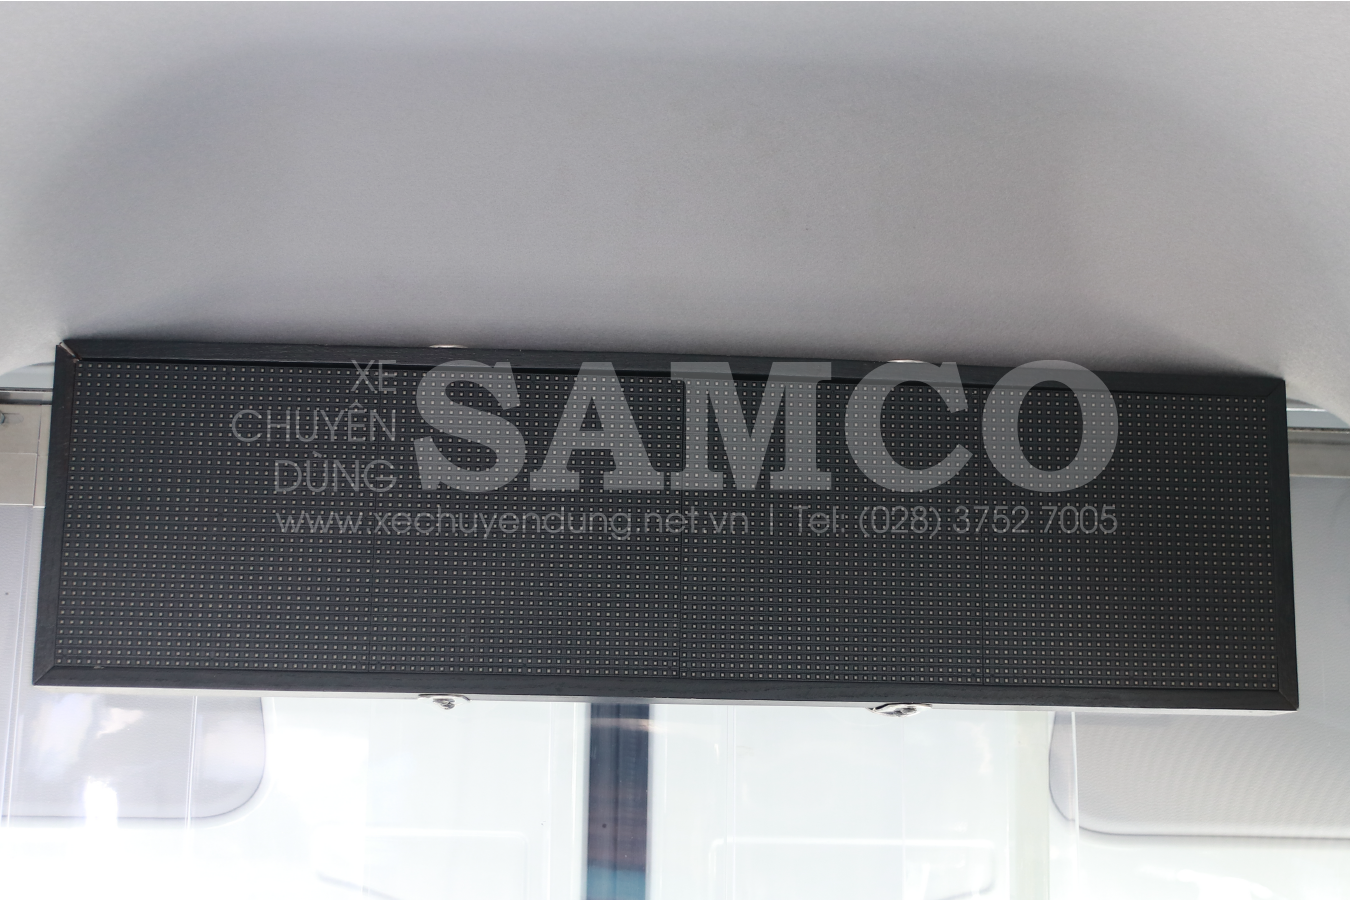 XE
CHUYÊN
DÙNG
SAMCO
www.xechuyendung.net.vn | Tel: (028) 3752 7005